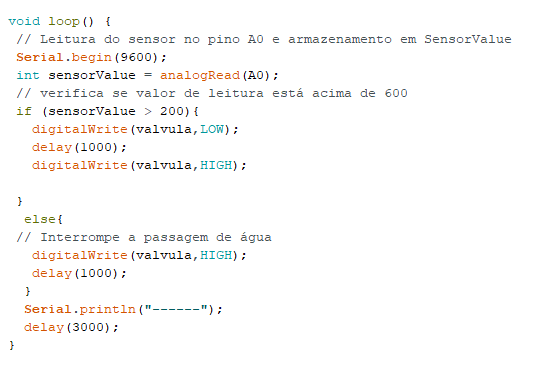 void loop() {
// Leitura do sensor no pino A0 e armazenamento em SensorValue
Serial.begin(9600);
int sensorValue = analogRead(A0);
// verifica se valor de leitura está acima de 600
if (sensorValue > 200){
digitalWrite(valvula,LOW);
delay(1000);
digitalWrite(valvula,HIGH);
}
else{
// Interrompe a passagem de água
digitalWrite(valvula,HIGH);
delay(1000);
}
Serial.println("------");
delay(3000);
}